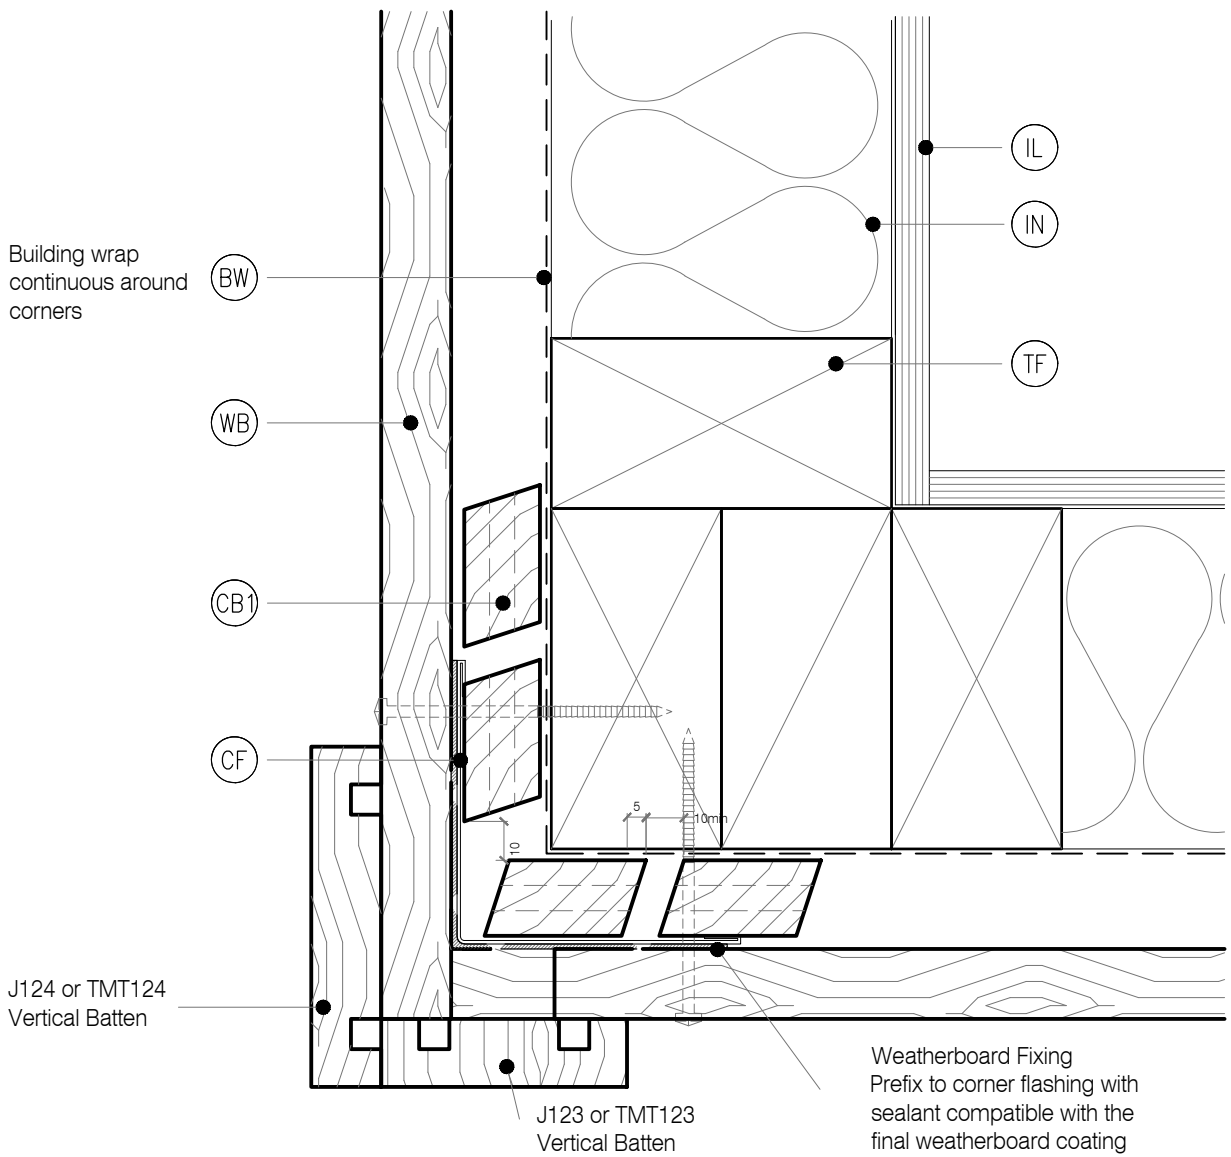 IL
IN
Building wrap
continuous around
corners
BW
TF
WB
CB1
CF
5
10min
10
J124 or TMT124
Vertical Batten
Weatherboard Fixing
Prefix to corner flashing with
sealant compatible with the
final weatherboard coating
J123 or TMT123
Vertical Batten